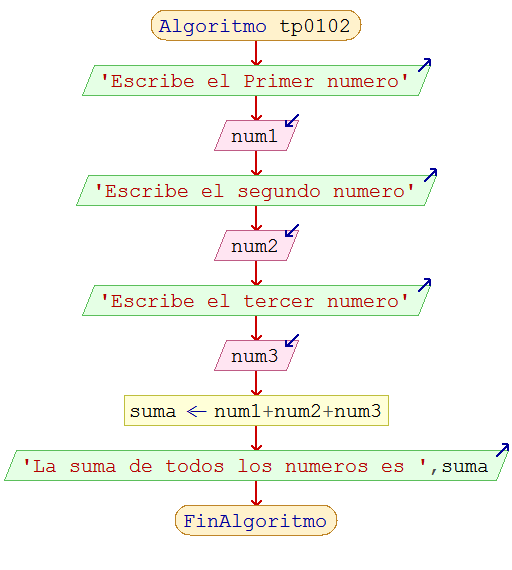 Algoritmo tp0102
'Escribe el Primer numero'
num1
'Escribe el segundo numero'
num2
'Escribe el tercer numero'
num3
suma ← num1+num2+num3
'La suma de todos los numeros es ',suma
FinAlgoritmo